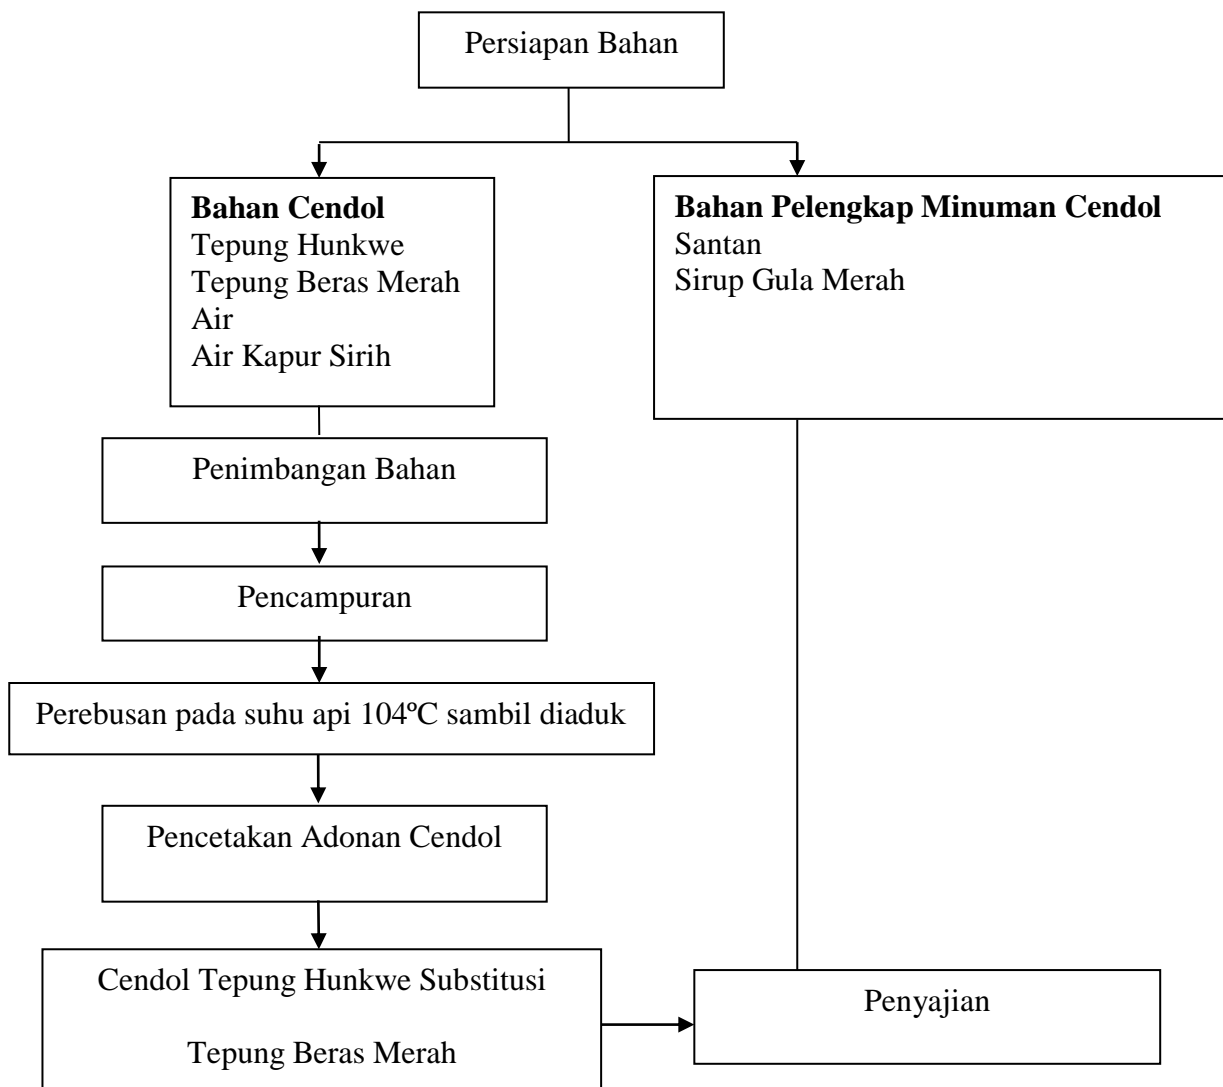 Persiapan Bahan
Bahan Cendol
Tepung Hunkwe
Tepung Beras Merah
Air
Air Kapur Sirih
Bahan Pelengkap Minuman Cendol
Santan
Sirup Gula Merah
Penimbangan Bahan
Pencampuran
Perebusan pada suhu api 104ºC sambil diaduk
Pencetakan Adonan Cendol
Cendol Tepung Hunkwe Substitusi
Tepung Beras Merah
Penyajian